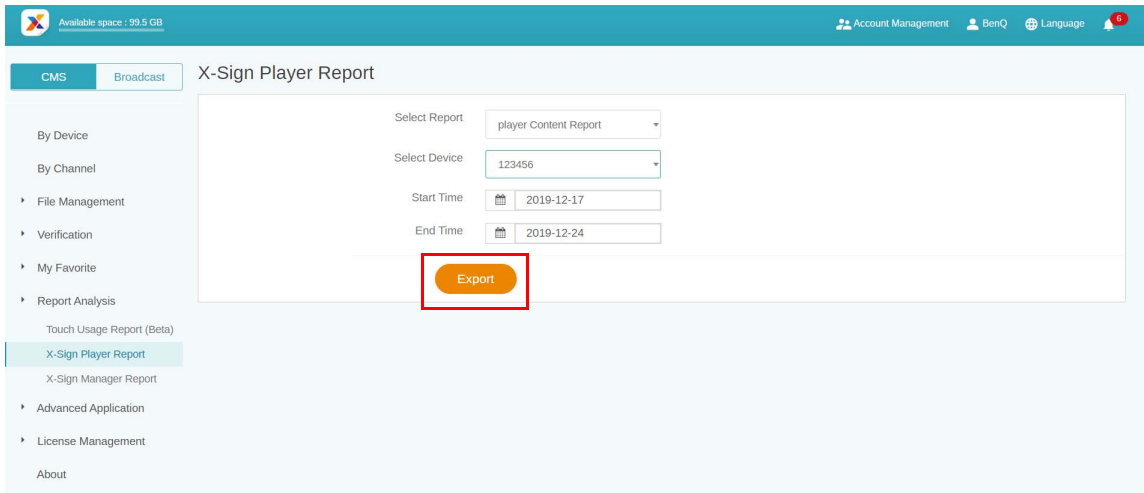 Available space : 99.5 GB
Account Management
BenQ
Language
6
CMS
Broadcast
By Device
By Channel
File Management
Verification
My Favorite
Report Analysis
Touch Usage Report (Beta)
X-Sign Player Report
X-Sign Manager Report
Advanced Application
License Management
About
X-Sign Player Report
Select Report
player Content Report
Select Device
123456
Start Time
2019-12-17
End Time
2019-12-24
Export